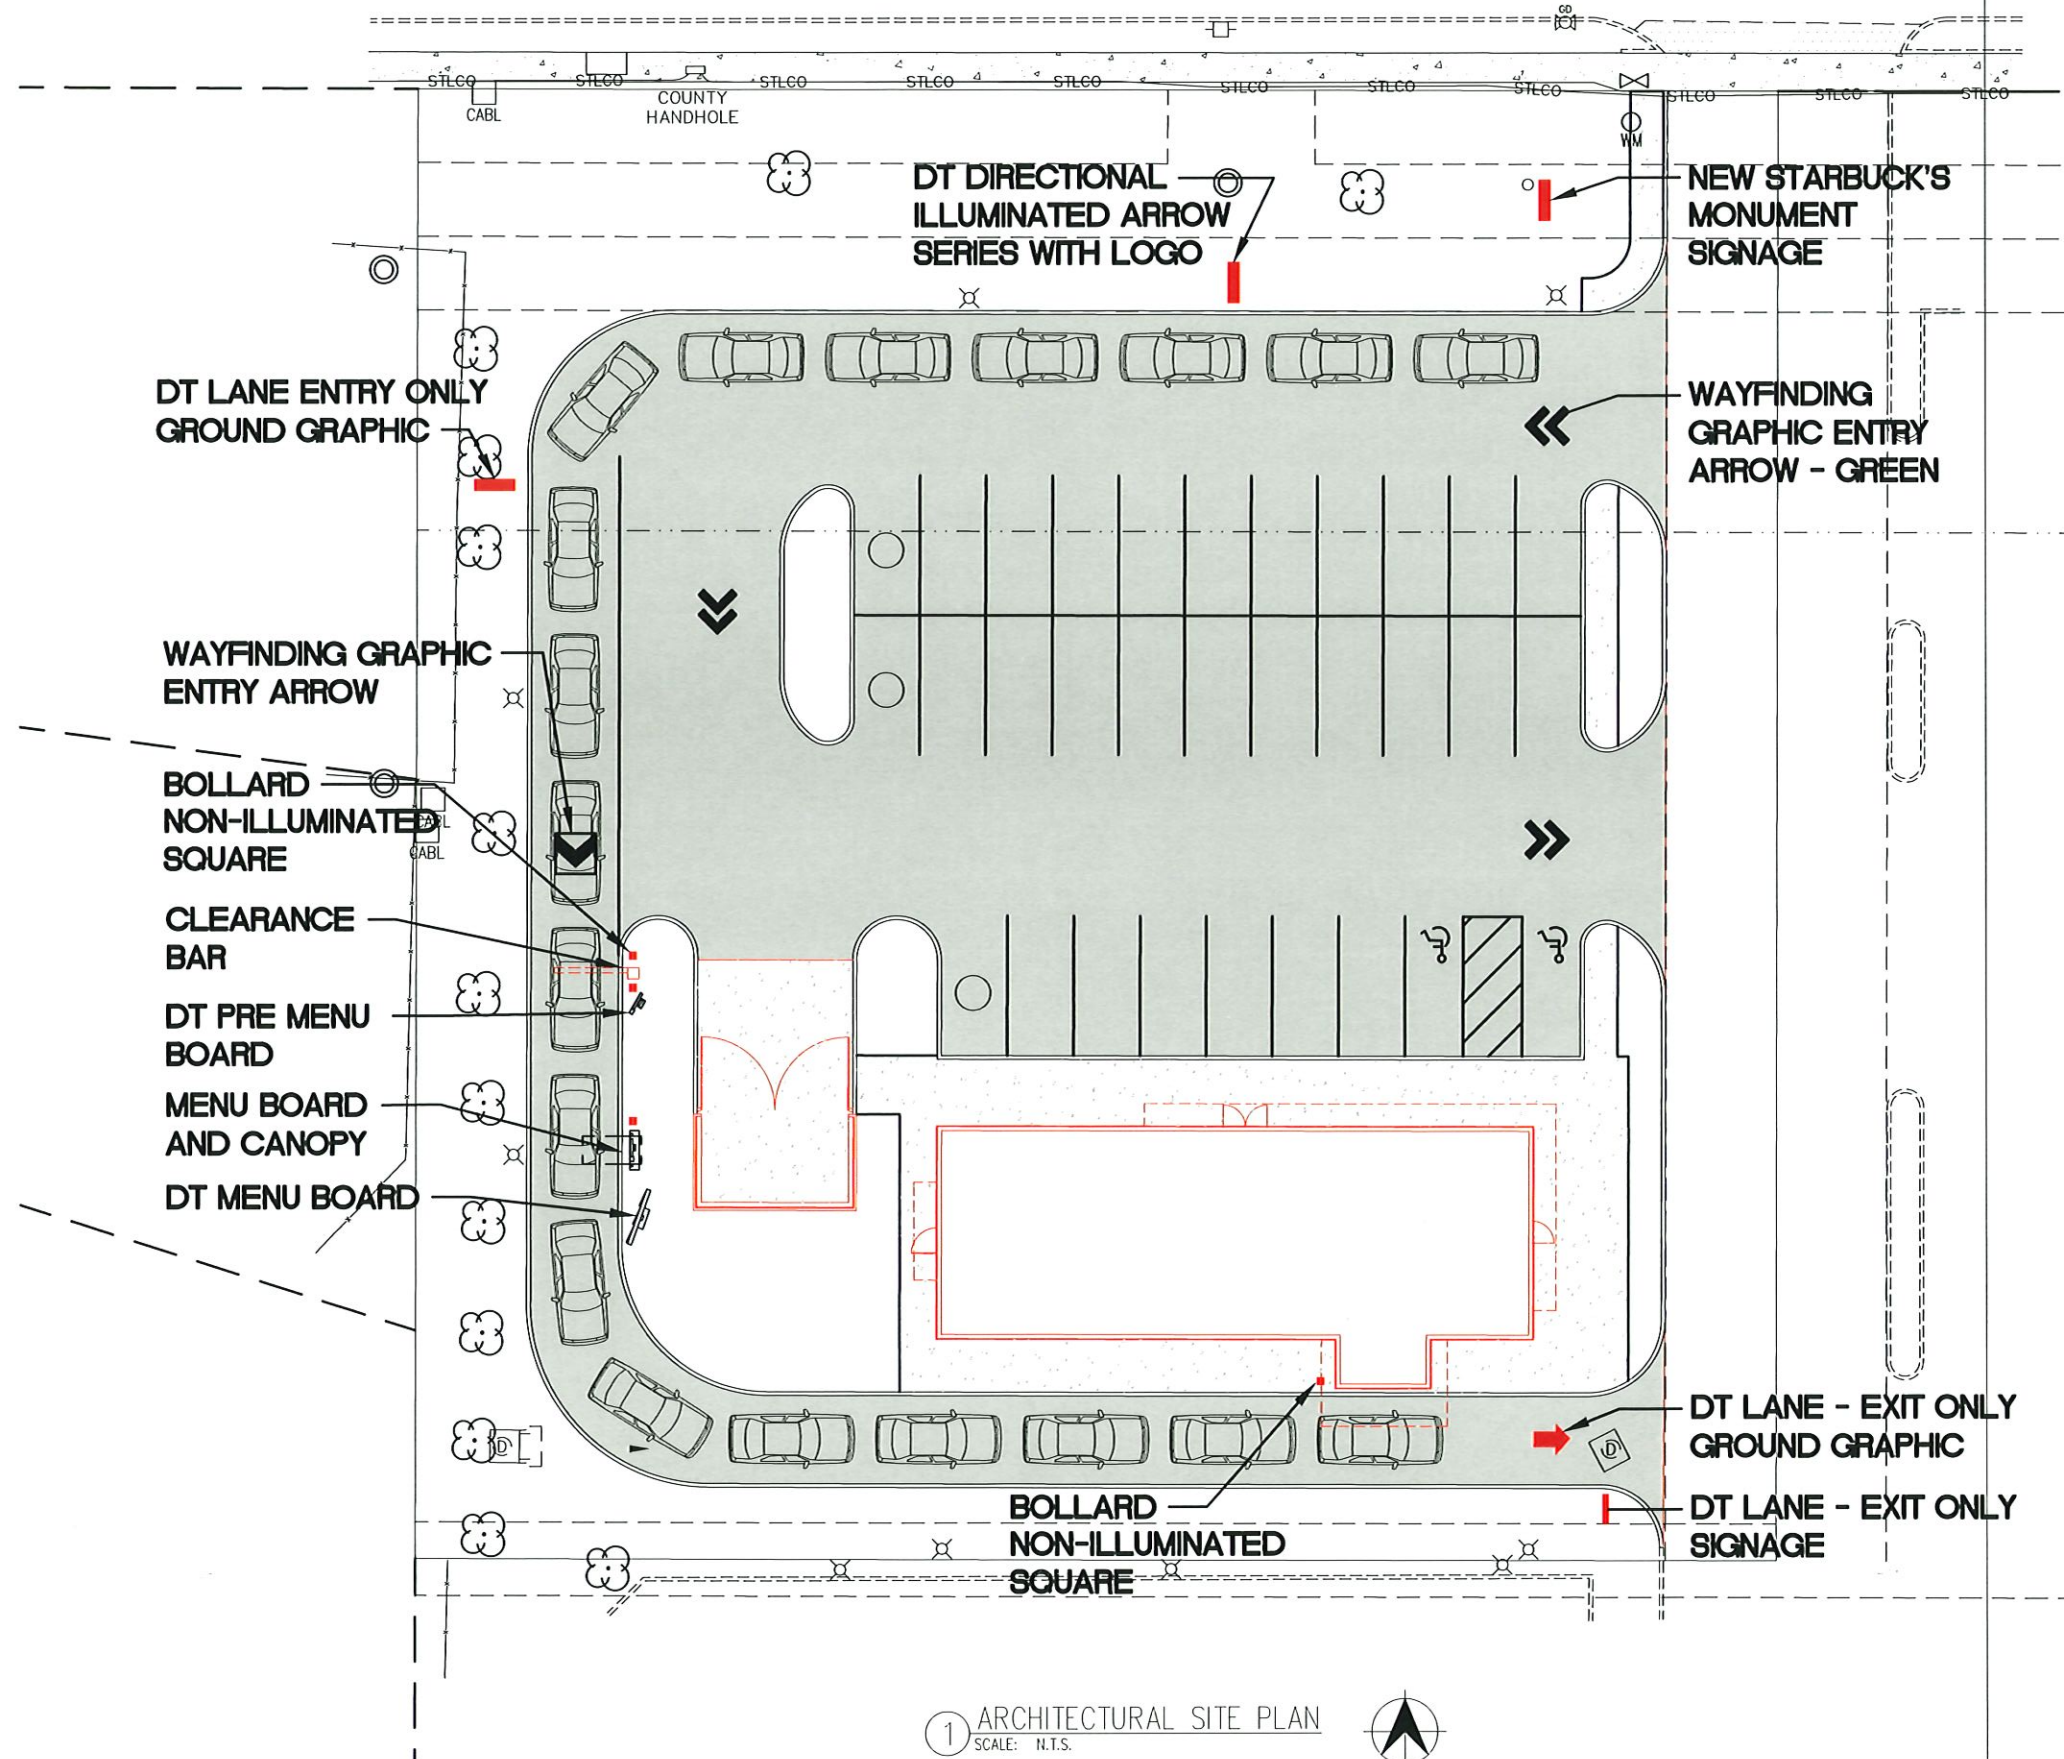 GD
STLCO STLCO STLCO STLCO STLCO STLCO STLCO STLCO STLCO STLCO STLCO
CABL
COUNTY
HANDHOLE
WM
DT DIRECTIONAL
ILLUMINATED ARROW
SERIES WITH LOGO
NEW STARBUCK'S
MONUMENT
SIGNAGE
DT LANE ENTRY ONLY
GROUND GRAPHIC
WAYFINDING
GRAPHIC ENTRY
ARROW - GREEN
WAYFINDING GRAPHIC
ENTRY ARROW
BOLLARD
NON-ILLUMINATED
SQUARE
CABL
CABL
CLEARANCE
BAR
DT PRE MENU
BOARD
MENU BOARD
AND CANOPY
DT MENU BOARD
DT LANE - EXIT ONLY
GROUND GRAPHIC
D
D
DT LANE - EXIT ONLY
SIGNAGE
BOLLARD
NON-ILLUMINATED
SQUARE
1 ARCHITECTURAL SITE PLAN
SCALE: N.T.S.